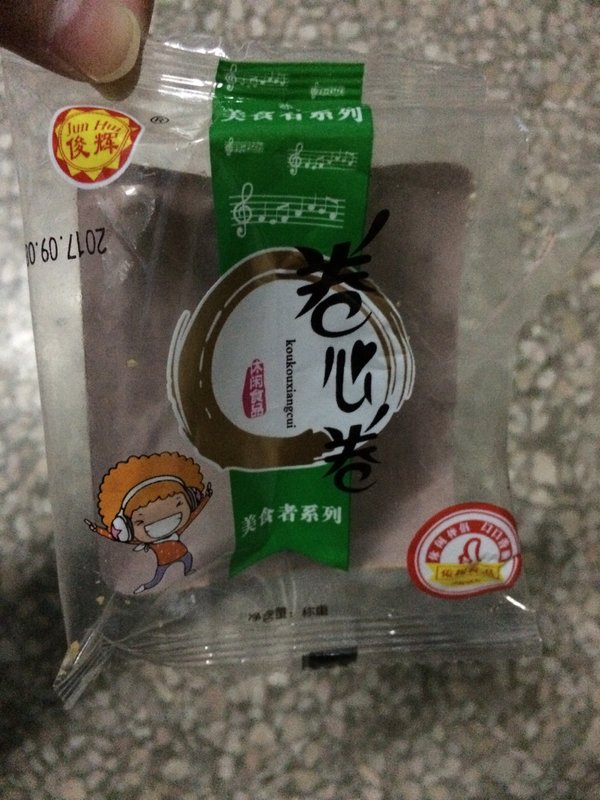 美食者系列
Jun Hui
俊辉
®
2017.09.0
卷心卷
koukouxiangcui
休闲食品
美食者系列
净含量：称重